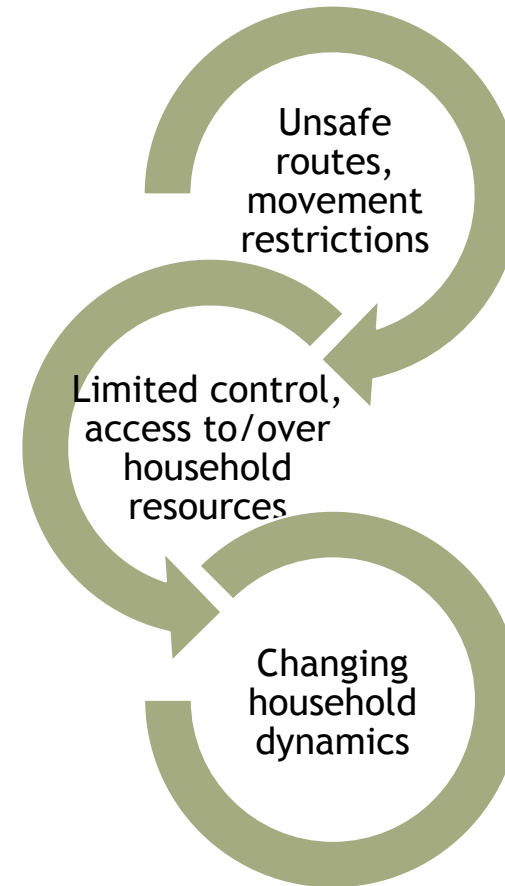 Unsafe
routes,
movement
restrictions
Limited control,
access to/over
household
resources
Changing
household
dynamics